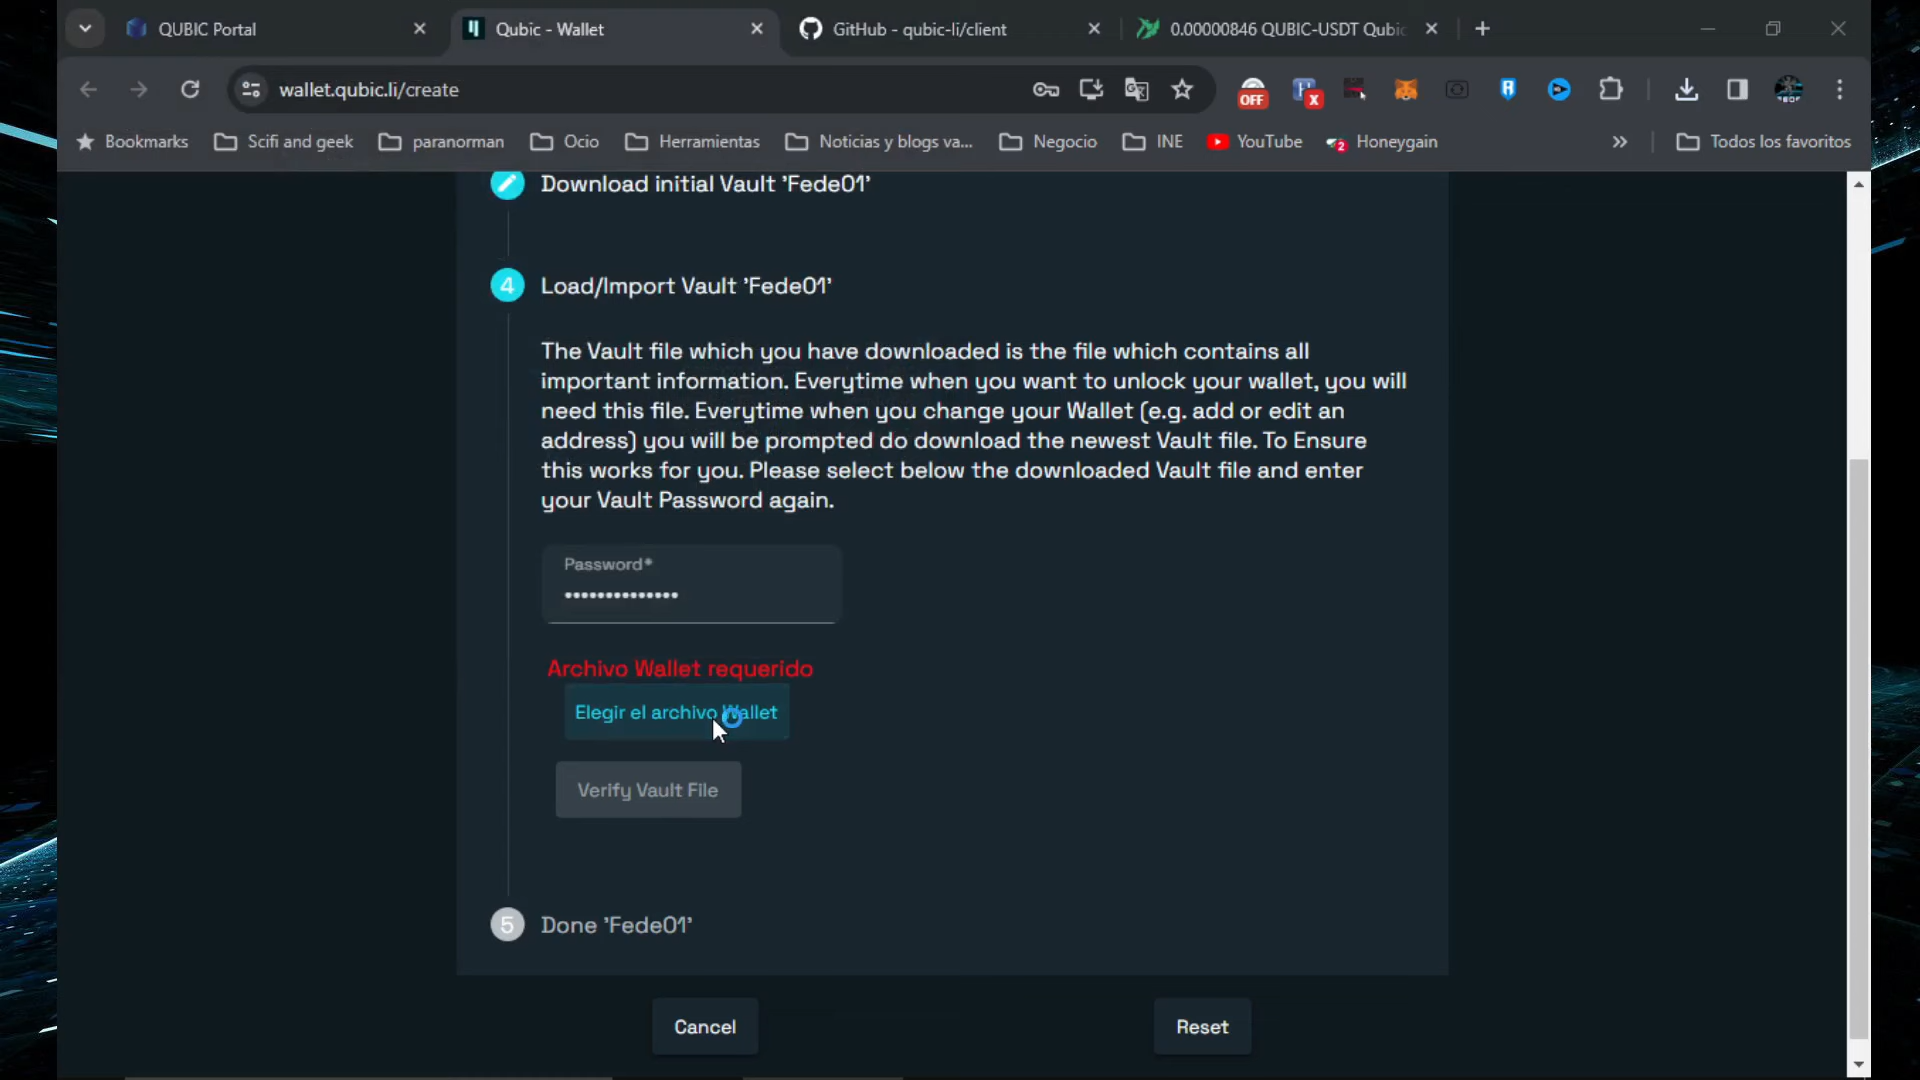 QUBIC Portal
Qubic - Wallet
GitHub - qubic-li/client
0.00000846 QUBIC-USDT Qubic
wallet.qubic.li/create
OFF
x
Bookmarks
Scifi and geek
paranorman
Ocio
Herramientas
Noticias y blogs va...
Negocio
INE
YouTube
2
Honeygain
Todos los favoritos
Download initial Vault 'Fede01'
4
Load/Import Vault 'Fede01'
The Vault file which you have downloaded is the file which contains all
important information. Everytime when you want to unlock your wallet, you will
need this file. Everytime when you change your Wallet (e.g. add or edit an
address) you will be prompted do download the newest Vault file. To Ensure
this works for you. Please select below the downloaded Vault file and enter
your Vault Password again.
Password*
••••••••••••••
Archivo Wallet requerido
Elegir el archivo Wallet
Verify Vault File
5
Done 'Fede01'
Cancel
Reset